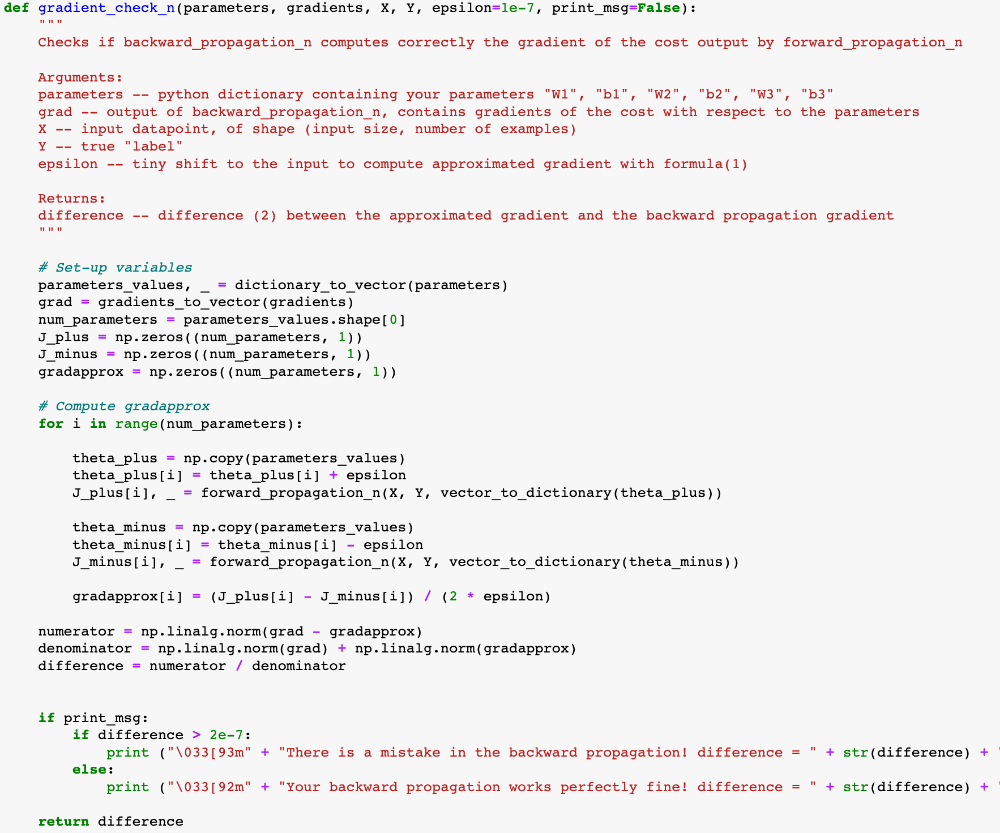 def gradient_check_n(parameters, gradients, X, Y, epsilon=1e-7, print_msg=False):
    """
    Checks if backward_propagation_n computes correctly the gradient of the cost output by forward_propagation_n

    Arguments:
    parameters -- python dictionary containing your parameters "W1", "b1", "W2", "b2", "W3", "b3"
    grad -- output of backward_propagation_n, contains gradients of the cost with respect to the parameters
    X -- input datapoint, of shape (input size, number of examples)
    Y -- true "label"
    epsilon -- tiny shift to the input to compute approximated gradient with formula(1)

    Returns:
    difference -- difference (2) between the approximated gradient and the backward propagation gradient
    """

    # Set-up variables
    parameters_values, _ = dictionary_to_vector(parameters)
    grad = gradients_to_vector(gradients)
    num_parameters = parameters_values.shape[0]
    J_plus = np.zeros((num_parameters, 1))
    J_minus = np.zeros((num_parameters, 1))
    gradapprox = np.zeros((num_parameters, 1))

    # Compute gradapprox
    for i in range(num_parameters):

        theta_plus = np.copy(parameters_values)
        theta_plus[i] = theta_plus[i] + epsilon
        J_plus[i], _ = forward_propagation_n(X, Y, vector_to_dictionary(theta_plus))

        theta_minus = np.copy(parameters_values)
        theta_minus[i] = theta_minus[i] - epsilon
        J_minus[i], _ = forward_propagation_n(X, Y, vector_to_dictionary(theta_minus))

        gradapprox[i] = (J_plus[i] - J_minus[i]) / (2 * epsilon)

    numerator = np.linalg.norm(grad - gradapprox)
    denominator = np.linalg.norm(grad) + np.linalg.norm(gradapprox)
    difference = numerator / denominator


    if print_msg:
        if difference > 2e-7:
            print ("\033[93m" + "There is a mistake in the backward propagation! difference = " + str(difference) + "
        else:
            print ("\033[92m" + "Your backward propagation works perfectly fine! difference = " + str(difference) + "

    return difference